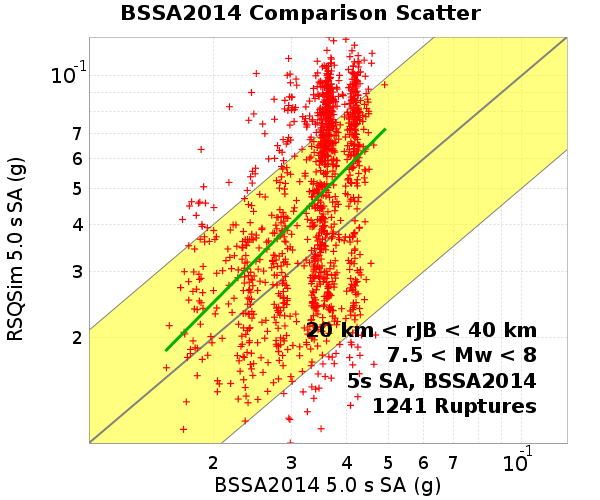 BSSA2014 Comparison Scatter
RSQSim 5.0 s SA (g)
10-1
7
6
5
4
3
2
20 km < rJB < 40 km
7.5 < Mw < 8
5s SA, BSSA2014
1241 Ruptures
2 3 4 5 6 7 10-1
BSSA2014 5.0 s SA (g)